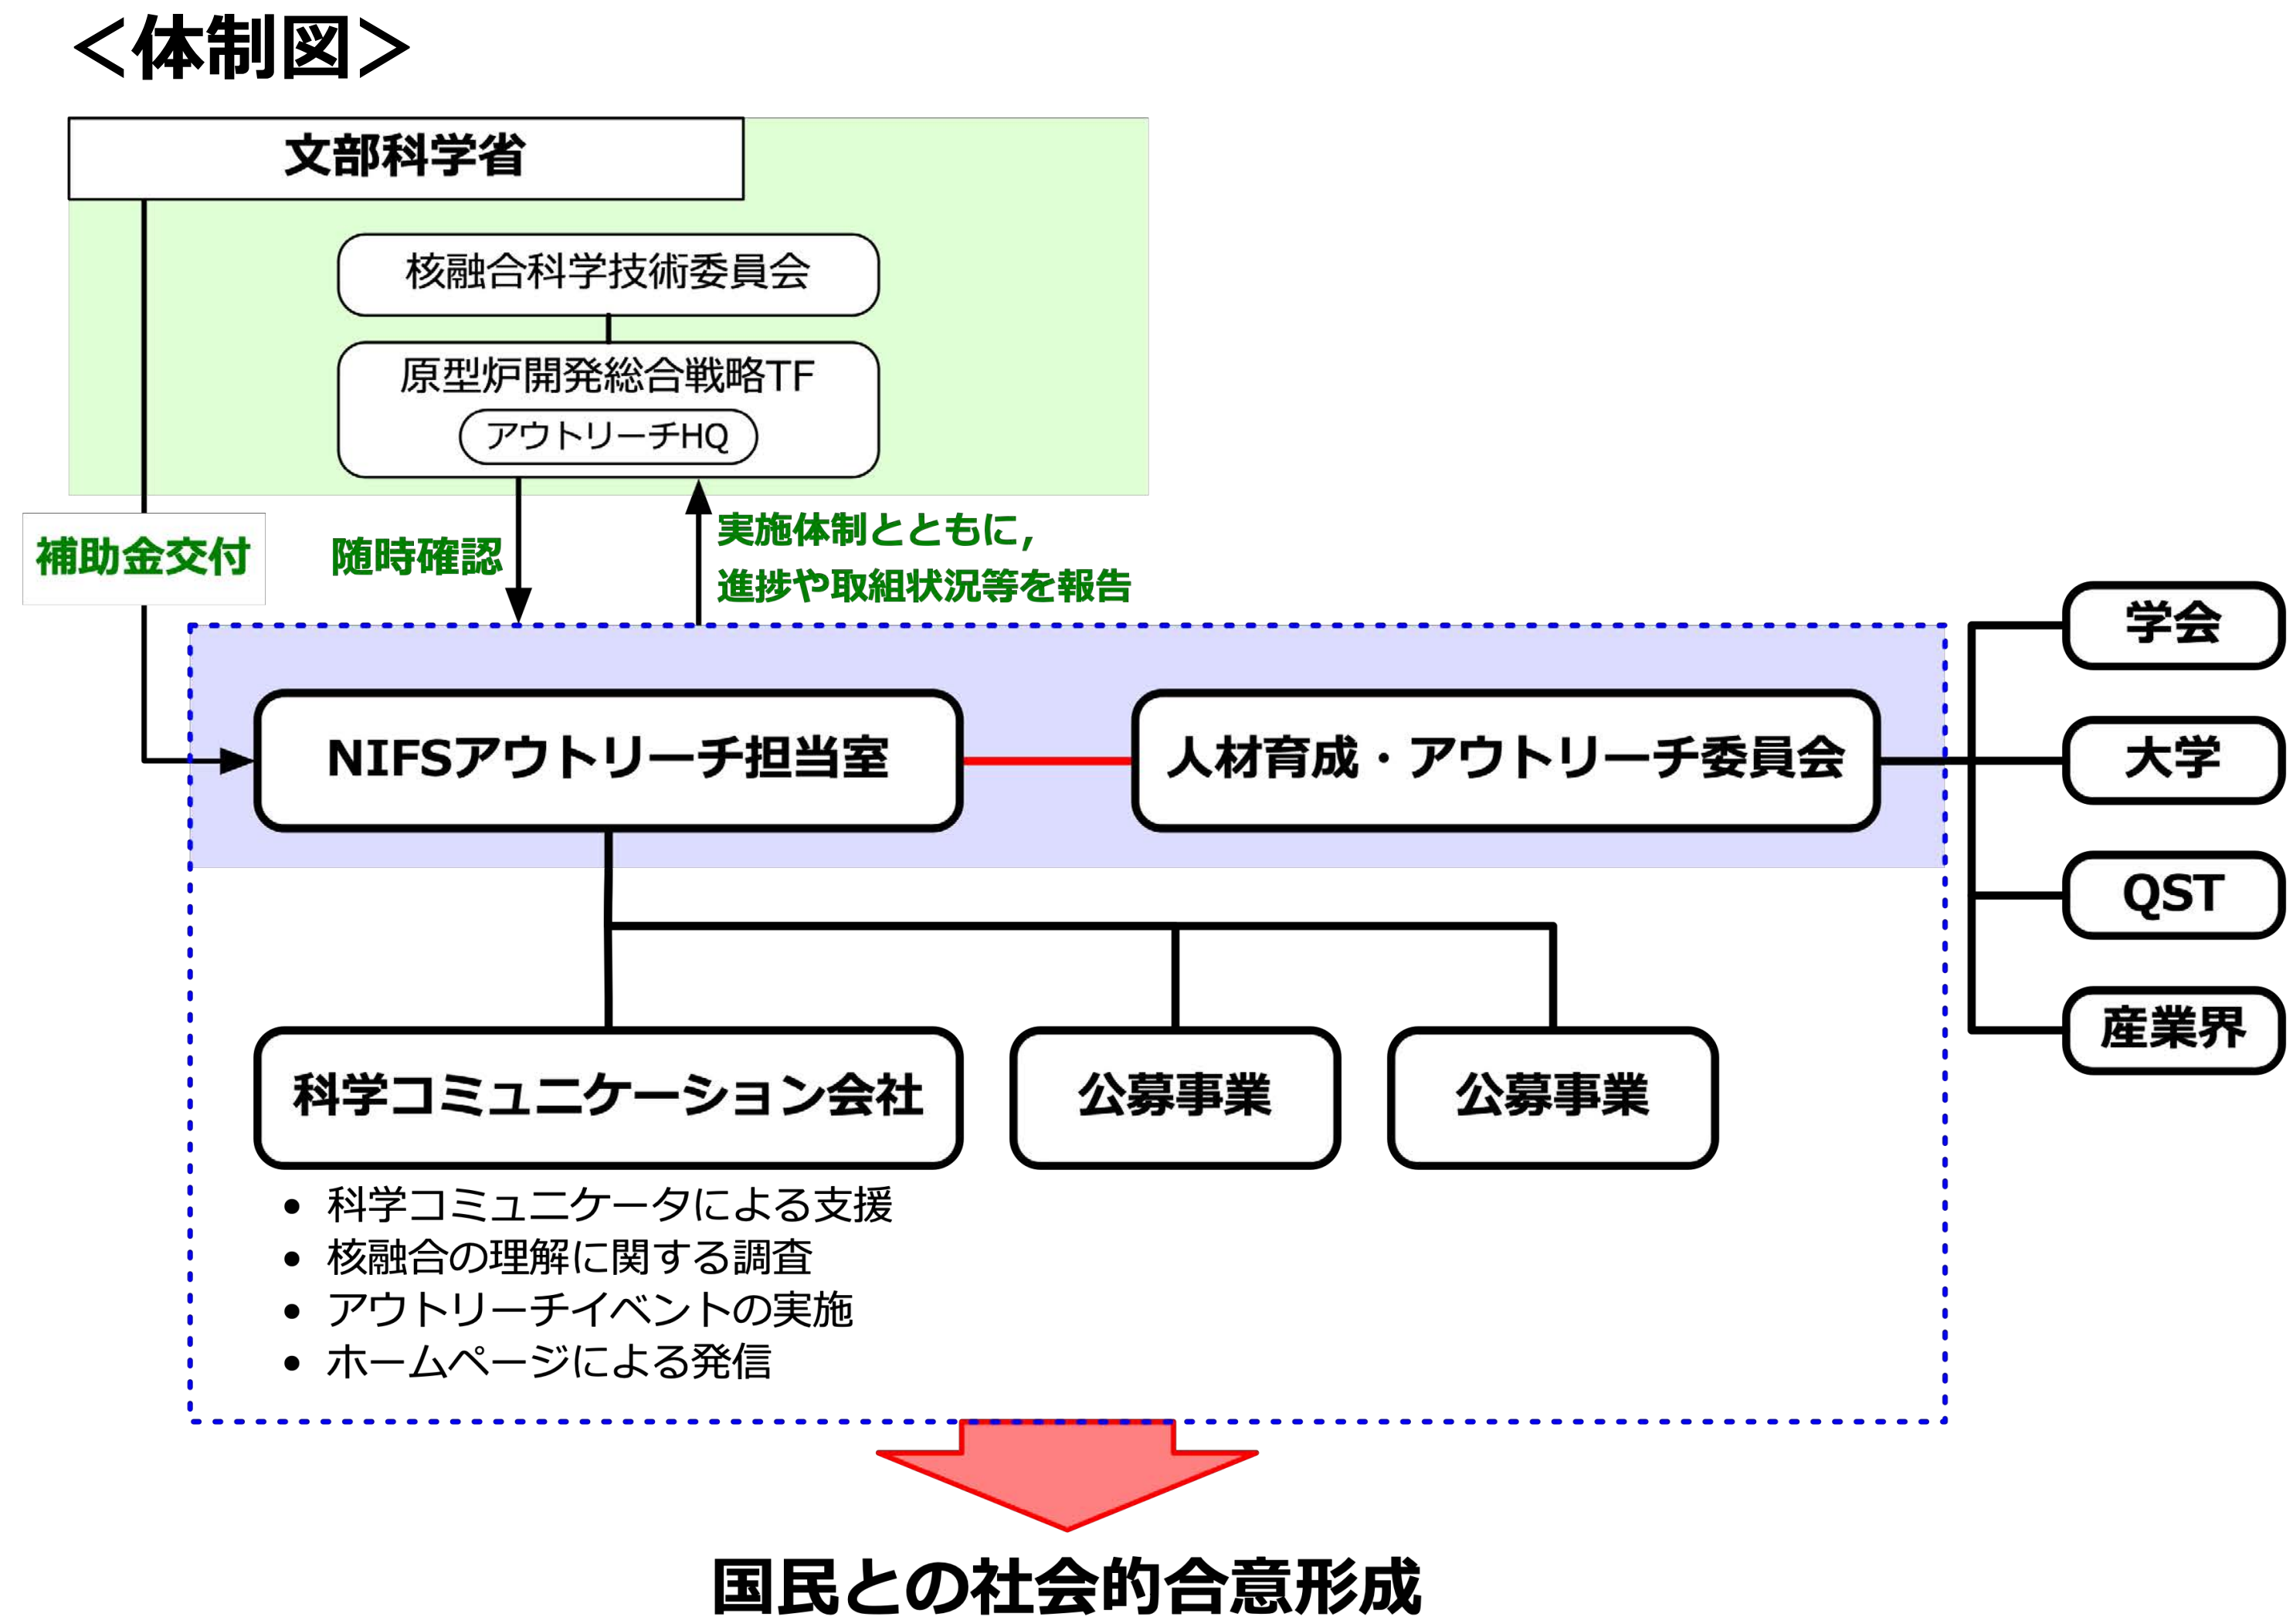 ＜体制図＞
文部科学省
核融合科学技術委員会
原型炉開発総合戦略TF
アウトリーチHQ
補助金交付
随時確認
実施体制とともに,
進捗や取組状況等を報告
NIFSアウトリーチ担当室
人材育成・アウトリーチ委員会
学会
大学
QST
産業界
科学コミュニケーション会社
公募事業
公募事業
• 科学コミュニケータによる支援
• 核融合の理解に関する調査
• アウトリーチイベントの実施
• ホームページによる発信
国民との社会的合意形成